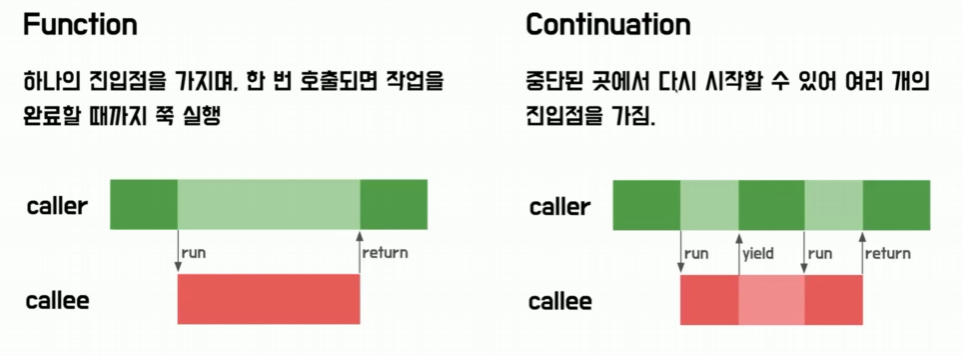 Function
하나의 진입점을 가지며, 한 번 호출되면 작업을
완료할 때까지 쭉 실행
caller
run
return
callee
Continuation
중단된 곳에서 다시 시작할 수 있어 여러 개의
진입점을 가짐.
caller
run
yield
run
return
callee